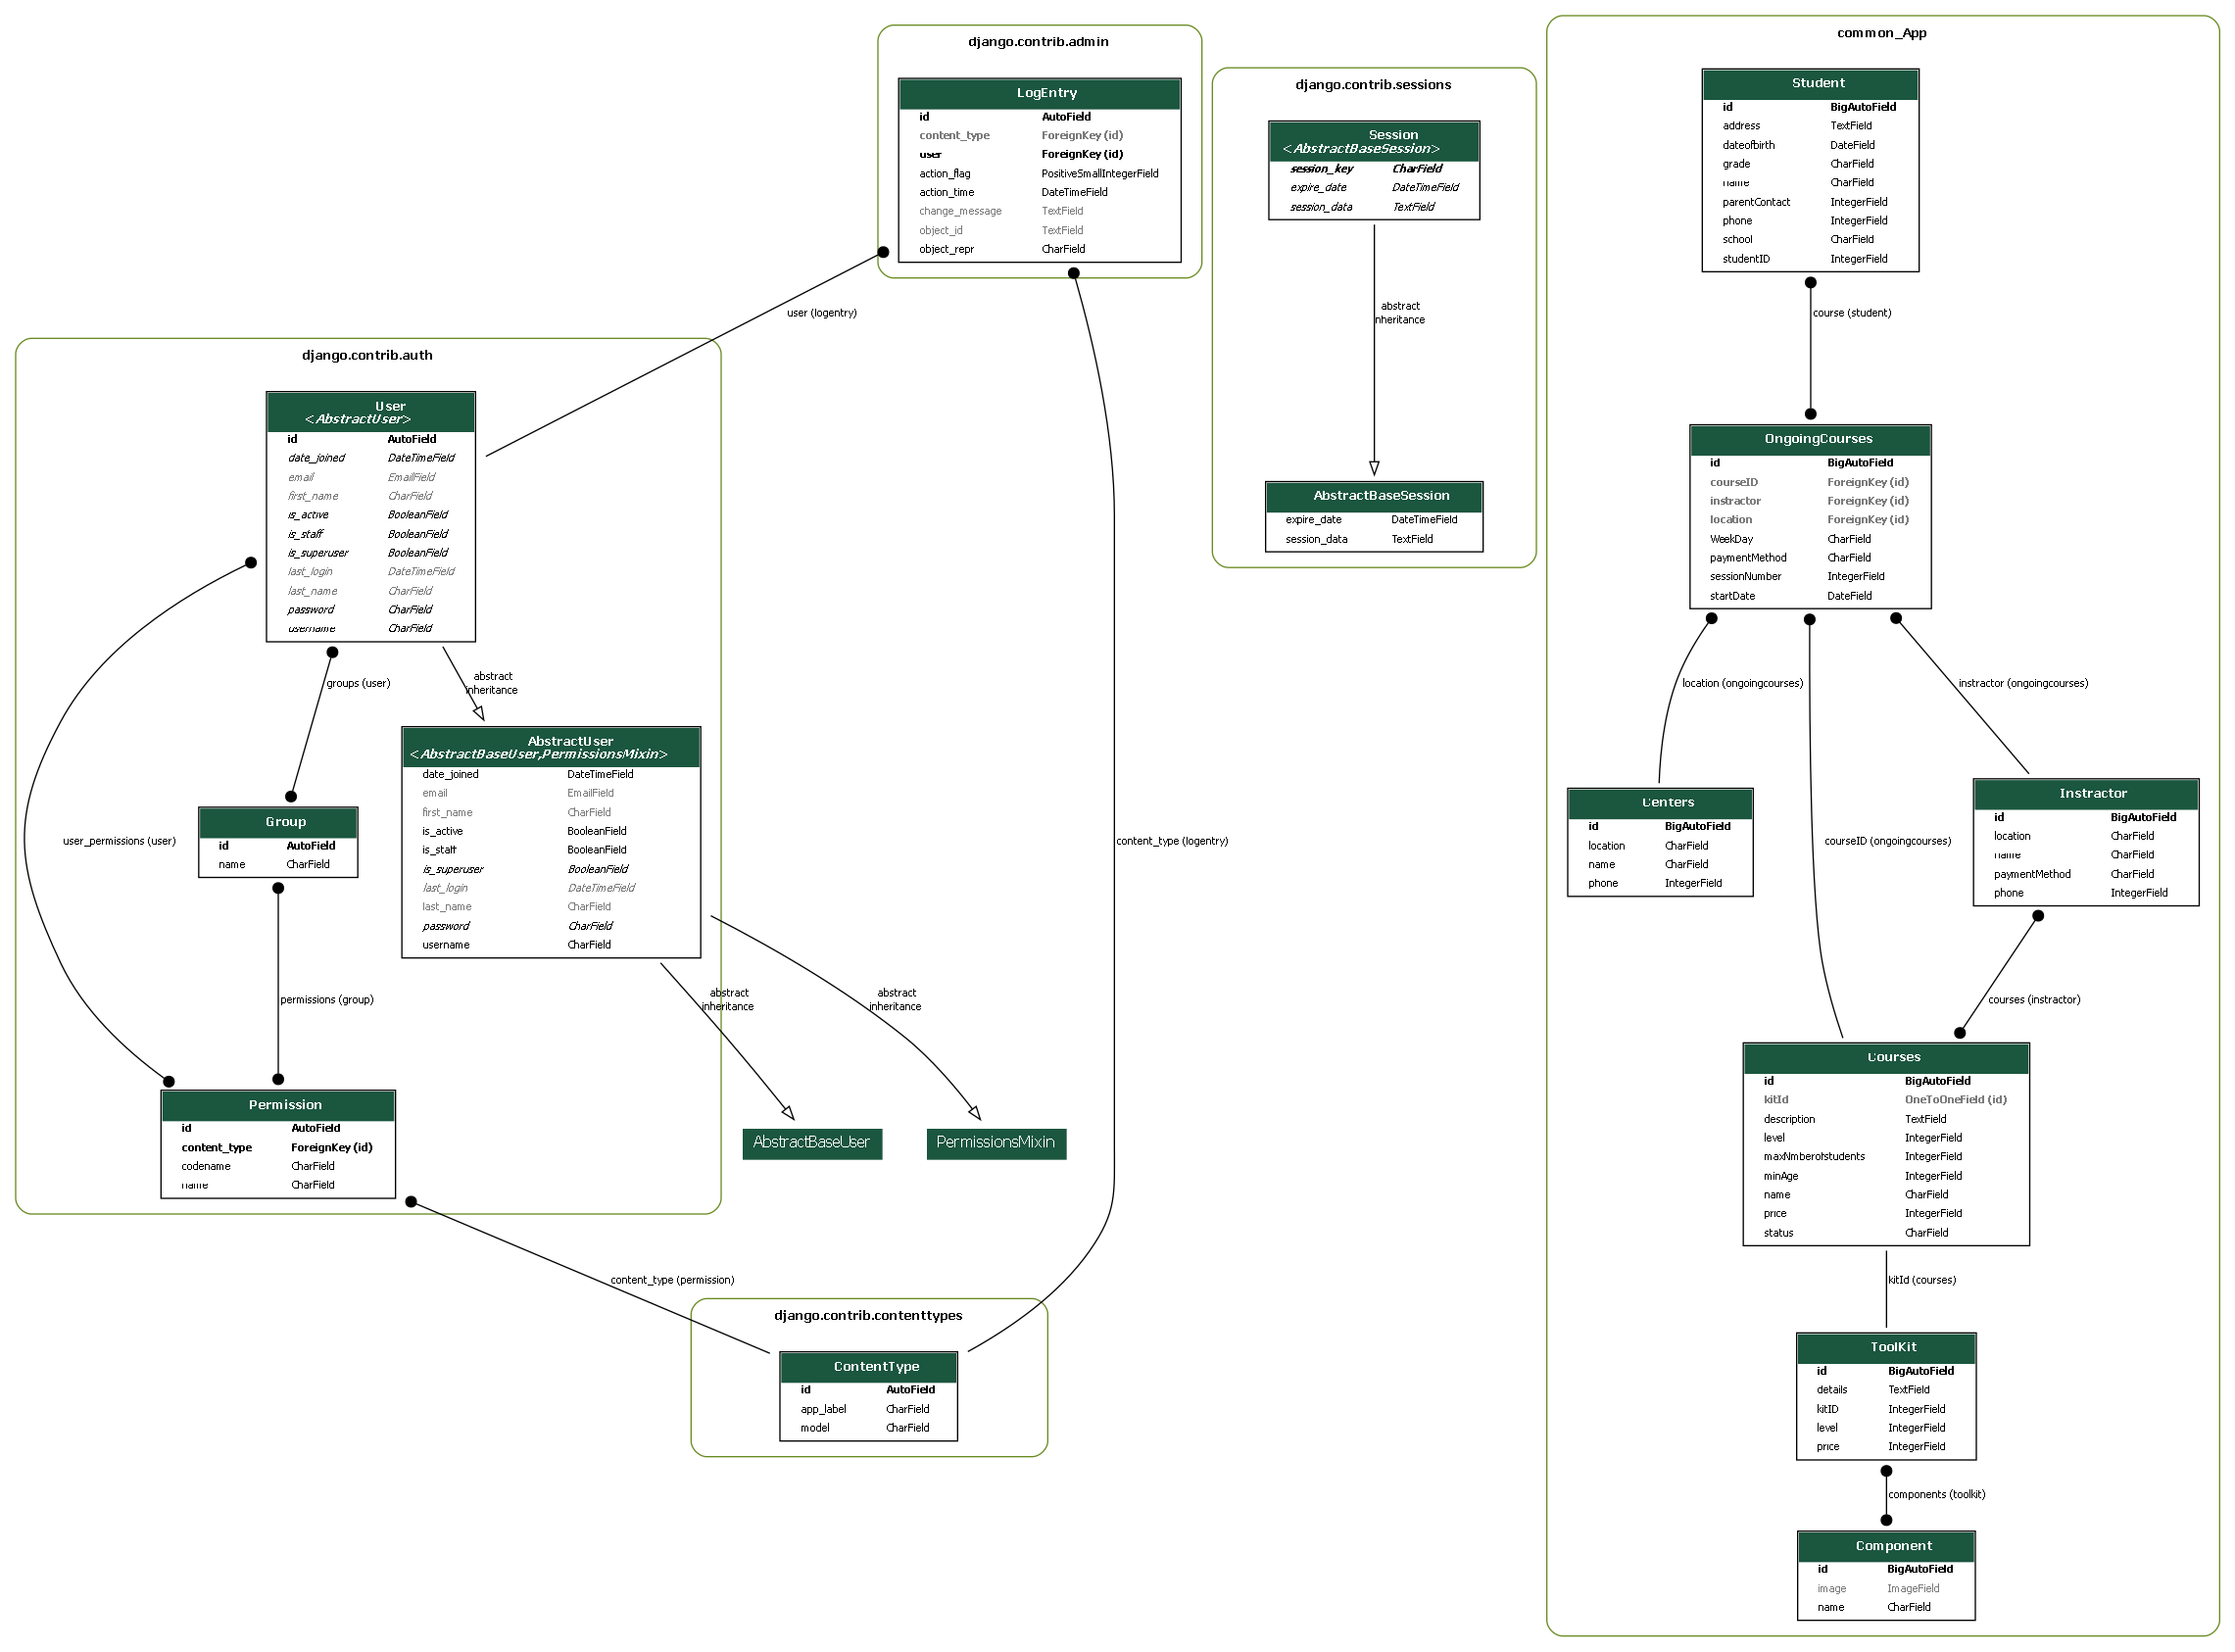 django.contrib.admin
LogEntry
id AutoField
content_type ForeignKey (id)
user ForeignKey (id)
action_flag PositiveSmallIntegerField
action_time DateTimeField
change_message TextField
object_id TextField
object_repr CharField
django.contrib.sessions
Session
<AbstractBaseSession>
session_key CharField
expire_date DateTimeField
session_data TextField
abstract
inheritance
AbstractBaseSession
expire_date DateTimeField
session_data TextField
common_App
Student
id BigAutoField
address TextField
dateofbirth DateField
grade CharField
name CharField
parentContact IntegerField
phone IntegerField
school CharField
studentID IntegerField
course (student)
OngoingCourses
id BigAutoField
courseID ForeignKey (id)
instractor ForeignKey (id)
location ForeignKey (id)
WeekDay CharField
paymentMethod CharField
sessionNumber IntegerField
startDate DateField
location (ongoingcourses)
instractor (ongoingcourses)
courseID (ongoingcourses)
Centers
id BigAutoField
location CharField
name CharField
phone IntegerField
Instractor
id BigAutoField
location CharField
name CharField
paymentMethod CharField
phone IntegerField
courses (instractor)
Courses
id BigAutoField
kitId OneToOneField (id)
description TextField
level IntegerField
maxNmberofstudents IntegerField
minAge IntegerField
name CharField
price IntegerField
status CharField
kitId (courses)
ToolKit
id BigAutoField
details TextField
kitID IntegerField
level IntegerField
price IntegerField
components (toolkit)
Component
id BigAutoField
image ImageField
name CharField
user (logentry)
django.contrib.auth
User
<AbstractUser>
id AutoField
date_joined DateTimeField
email EmailField
first_name CharField
is_active BooleanField
is_staff BooleanField
is_superuser BooleanField
last_login DateTimeField
last_name CharField
password CharField
username CharField
groups (user)
abstract
inheritance
AbstractUser
<AbstractBaseUser,PermissionsMixin>
date_joined DateTimeField
email EmailField
first_name CharField
is_active BooleanField
is_staff BooleanField
is_superuser BooleanField
last_login DateTimeField
last_name CharField
password CharField
username CharField
Group
id AutoField
name CharField
user_permissions (user)
permissions (group)
abstract
inheritance
abstract
inheritance
content_type (logentry)
Permission
id AutoField
content_type ForeignKey (id)
codename CharField
name CharField
AbstractBaseUser
PermissionsMixin
content_type (permission)
django.contrib.contenttypes
ContentType
id AutoField
app_label CharField
model CharField